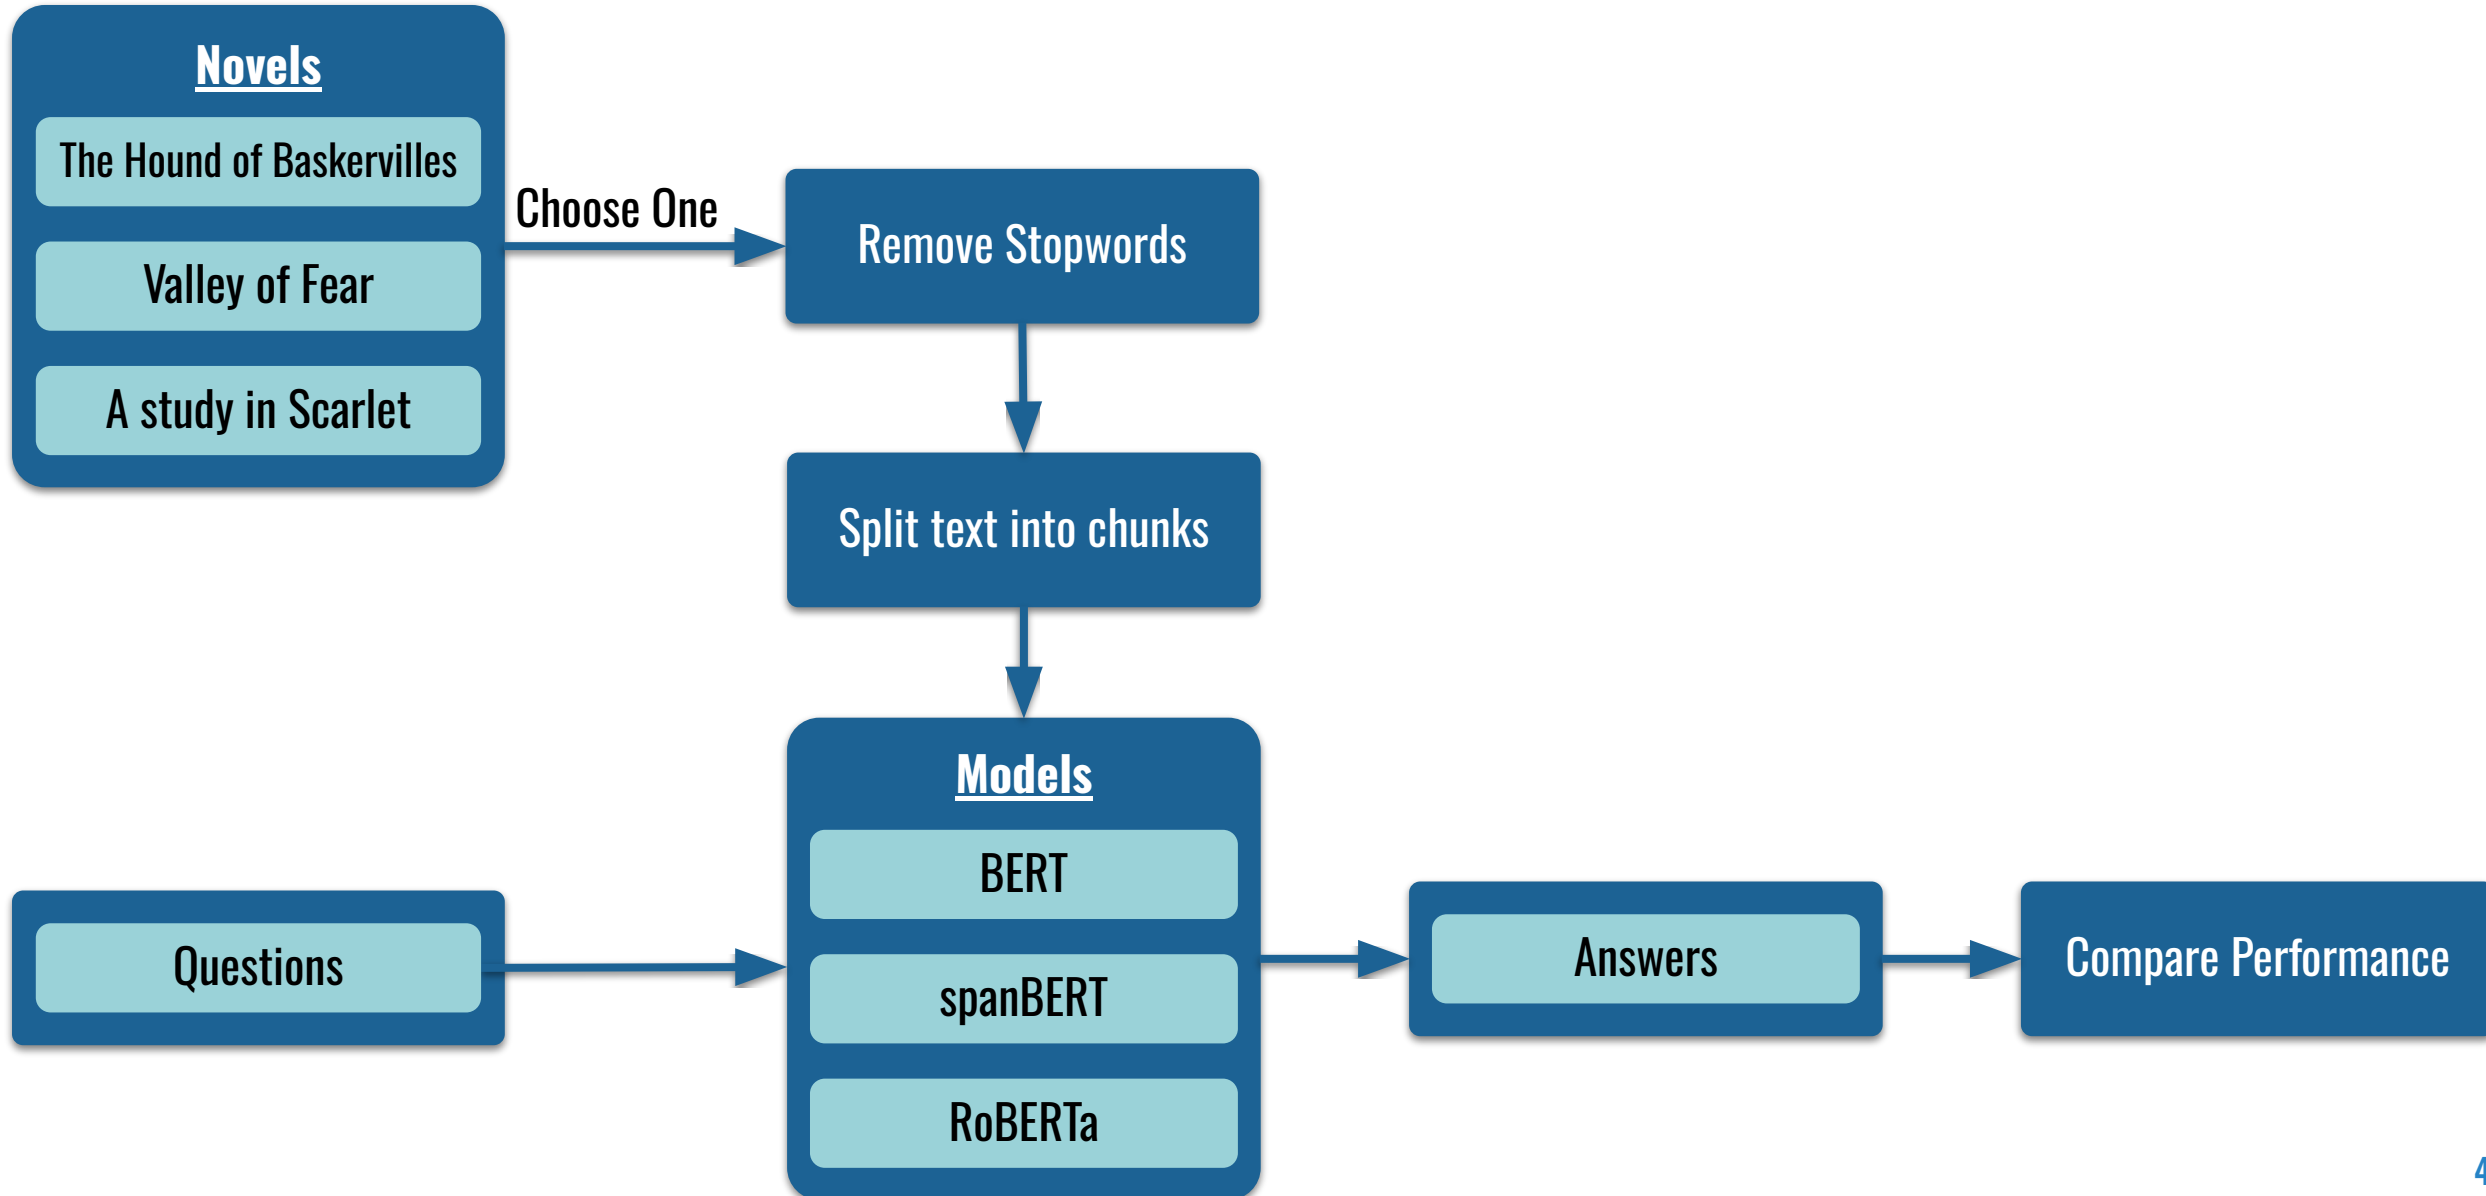 Novels
The Hound of Baskervilles
Valley of Fear
A study in Scarlet
Choose One
Remove Stopwords
Split text into chunks
Models
BERT
spanBERT
RoBERTa
Questions
Answers
Compare Performance
4